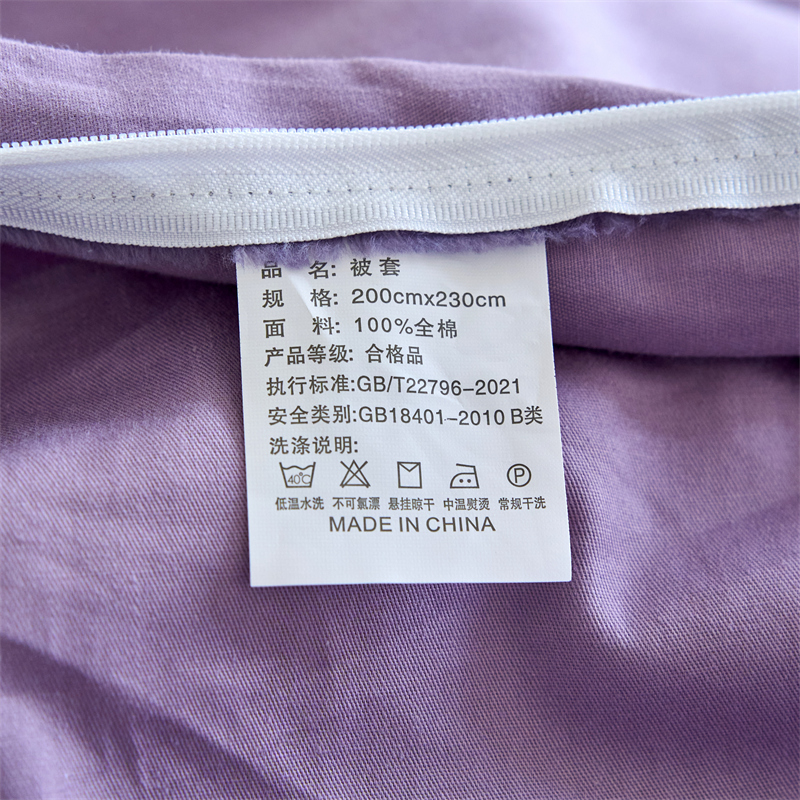 品 名: 被套
规 格: 200cmx230cm
面 料: 100%全棉
产品等级: 合格品
执行标准:GB/T22796-2021
安全类别:GB18401-2010 B类
洗涤说明:
40℃ P
低温水洗 不可氯漂 悬挂晾干 中温熨烫 常规干洗
MADE IN CHINA